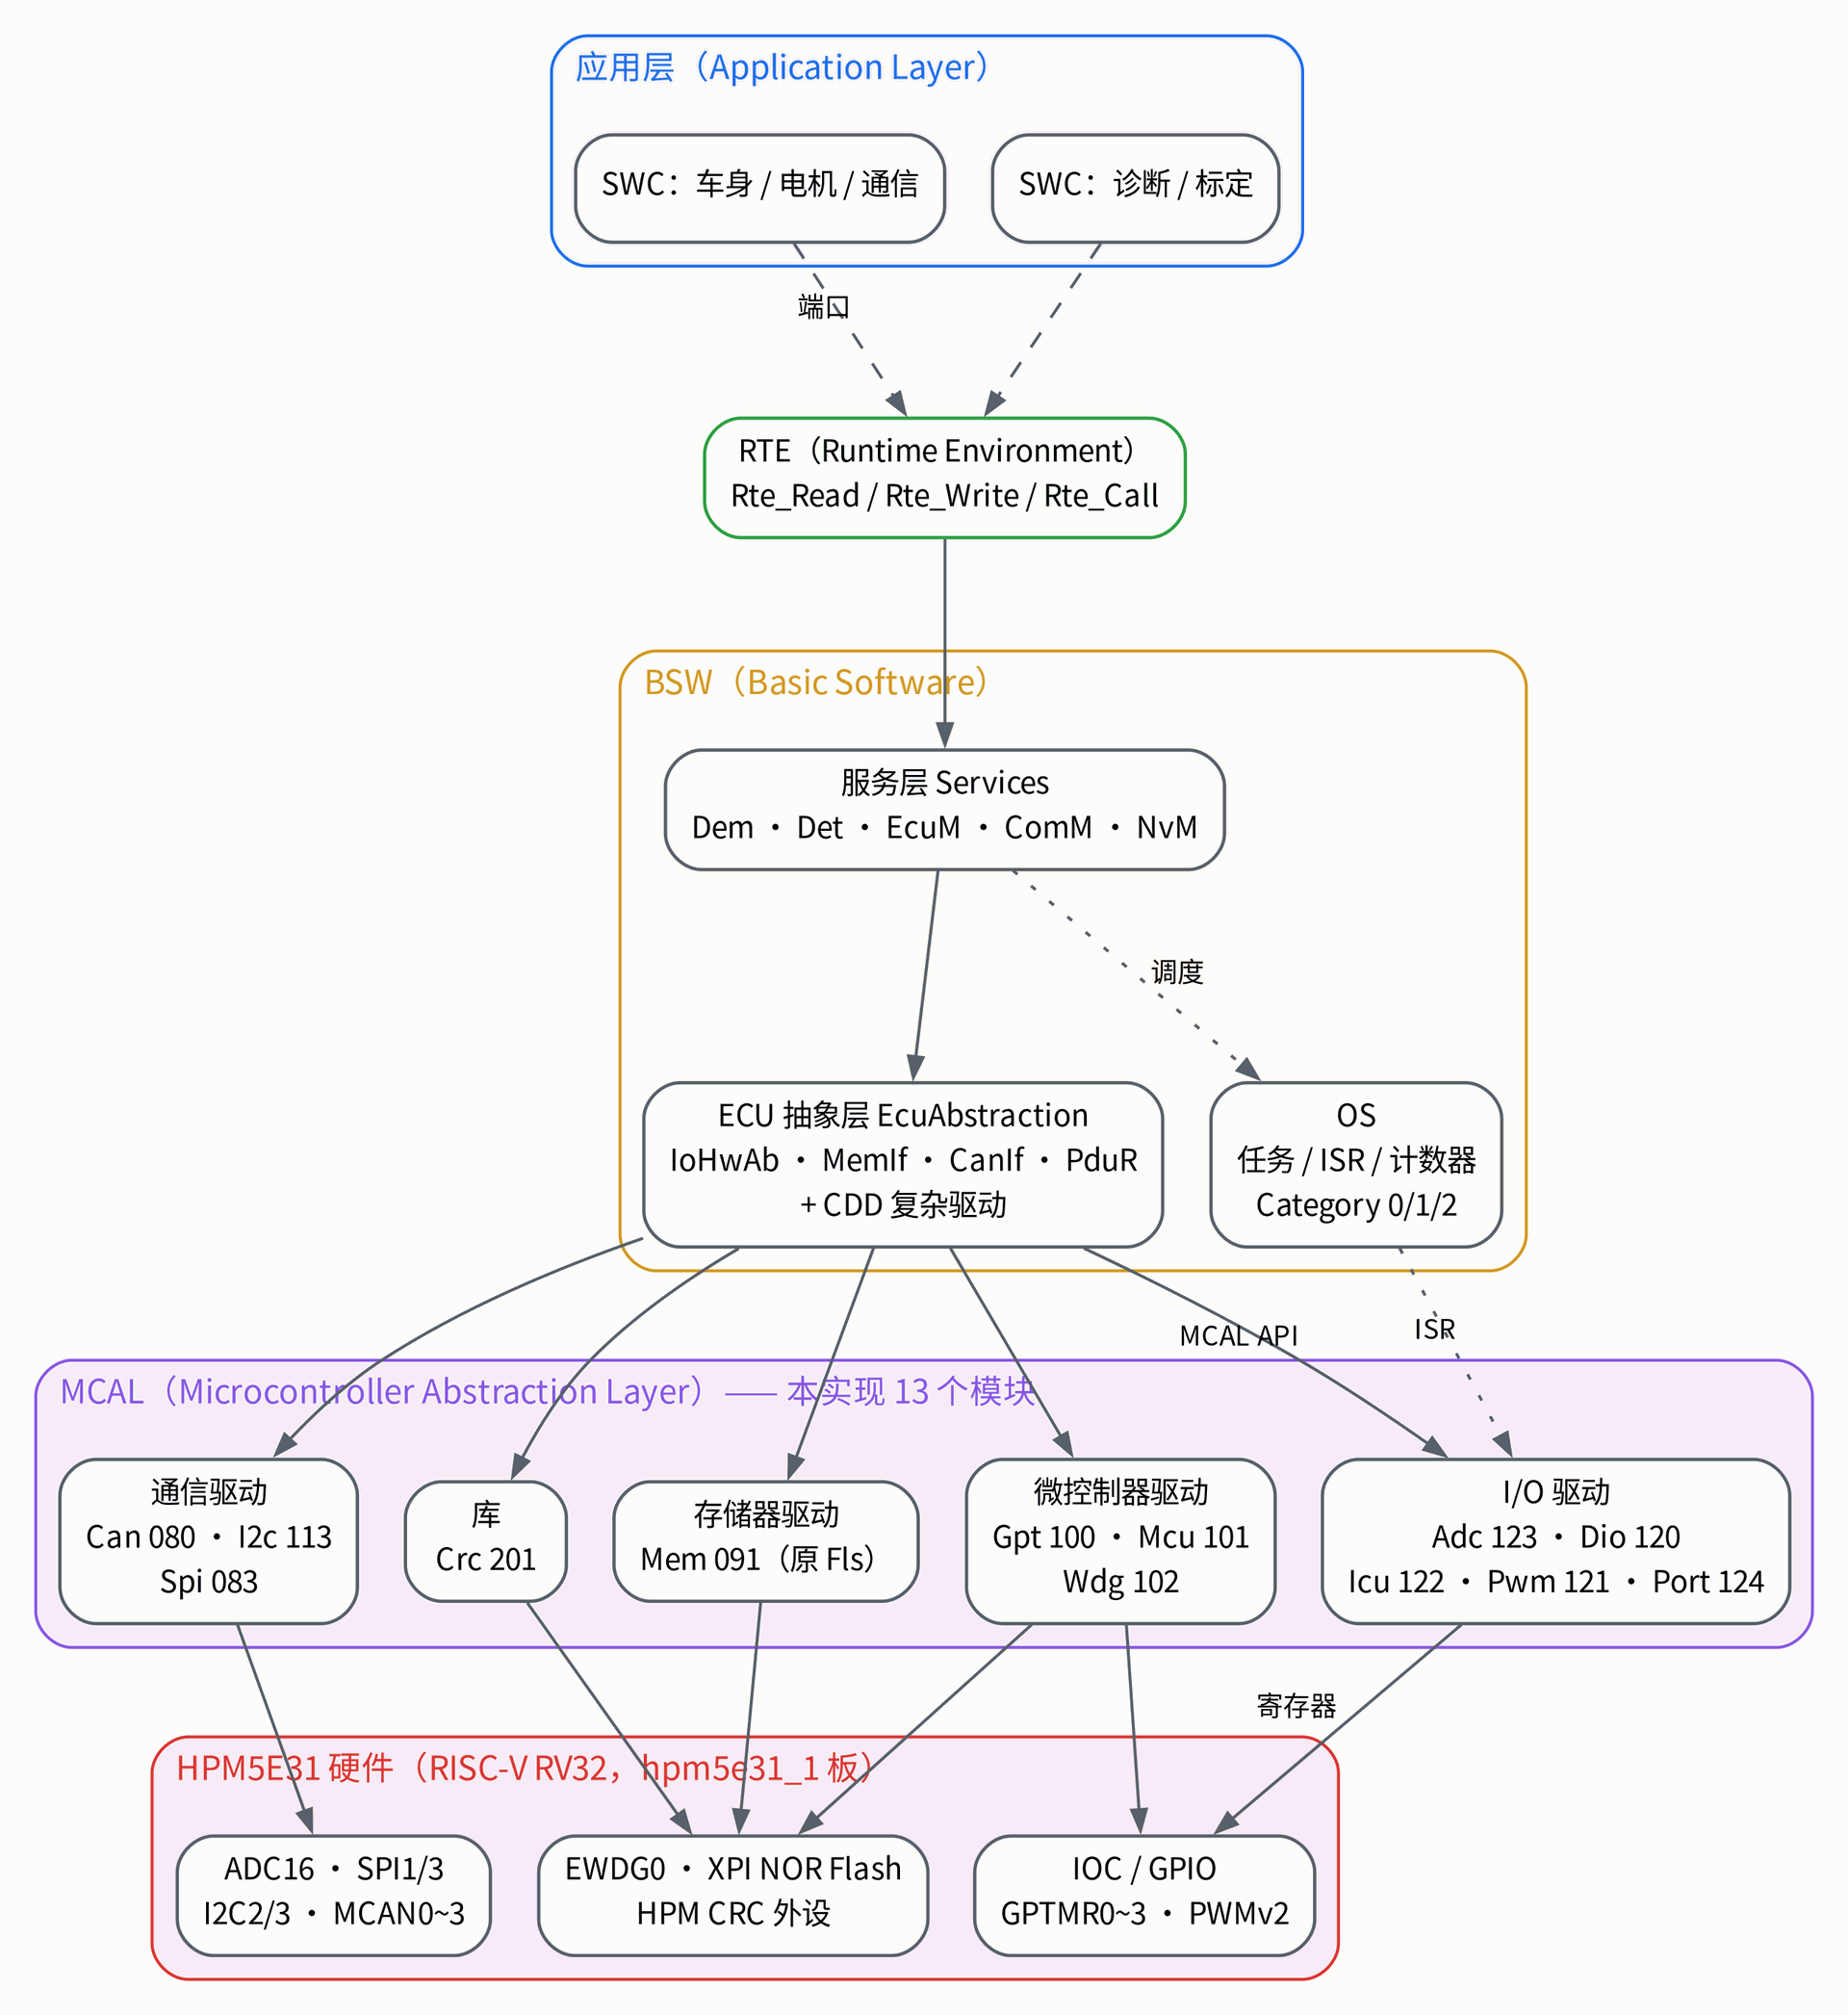 应用层（Application Layer）
SWC：车身 / 电机 / 通信
SWC：诊断 / 标定
端口
RTE（Runtime Environment）
Rte_Read / Rte_Write / Rte_Call
BSW（Basic Software）
服务层 Services
Dem • Det • EcuM • ComM • NvM
调度
ECU 抽象层 EcuAbstraction
IoHwAb • MemIf • CanIf • PduR
+ CDD 复杂驱动
OS
任务 / ISR / 计数器
Category 0/1/2
MCAL API
ISR
MCAL（Microcontroller Abstraction Layer）—— 本实现 13 个模块
通信驱动
Can 080 • I2c 113
Spi 083
库
Crc 201
存储器驱动
Mem 091（原 Fls）
微控制器驱动
Gpt 100 • Mcu 101
Wdg 102
I/O 驱动
Adc 123 • Dio 120
Icu 122 • Pwm 121 • Port 124
寄存器
HPM5E31 硬件（RISC-V RV32，hpm5e31_1 板）
ADC16 • SPI1/3
I2C2/3 • MCAN0~3
EWDG0 • XPI NOR Flash
HPM CRC 外设
IOC / GPIO
GPTMR0~3 • PWMv2